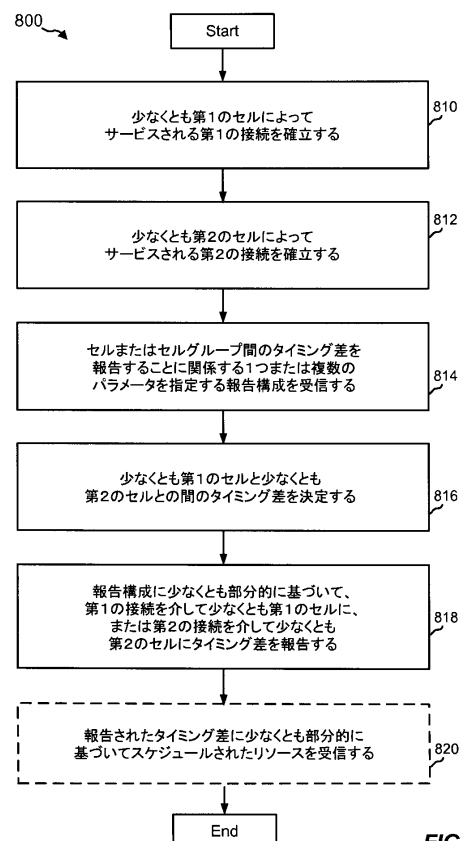 800
Start
少なくとも第1のセルによって
サービスされる第1の接続を確立する
810
少なくとも第2のセルによって
サービスされる第2の接続を確立する
812
セルまたはセルグループ間のタイミング差を
報告することに関係する1つまたは複数の
パラメータを指定する報告構成を受信する
814
少なくとも第1のセルと少なくとも
第2のセルとの間のタイミング差を決定する
816
報告構成に少なくとも部分的に基づいて、
第1の接続を介して少なくとも第1のセルに、
または第2の接続を介して少なくとも
第2のセルにタイミング差を報告する
818
報告されたタイミング差に少なくとも部分的に
基づいてスケジュールされたリソースを受信する
820
End
FIG